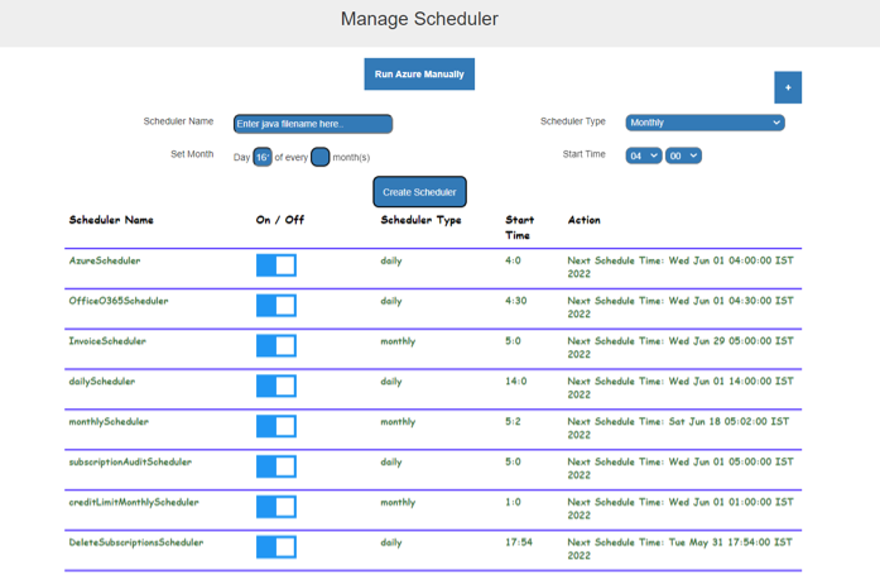 Manage Scheduler
Run Azure Manually
+
Scheduler Name Enter java filename here.. Scheduler Type Monthly
Set Month Day 16 of every month(s) Start Time 04 00
Create Scheduler
Scheduler Name On / Off Scheduler Type Start Action
Time
AzureScheduler daily 4:0 Next Schedule Time: Wed Jun 01 04:00:00 IST
2022
Office365Scheduler daily 4:30 Next Schedule Time: Wed Jun 01 04:30:00 IST
2022
InvoiceScheduler monthly 5:0 Next Schedule Time: Wed Jun 29 05:00:00 IST
2022
dailyScheduler daily 14:0 Next Schedule Time: Wed Jun 01 14:00:00 IST
2022
monthlyScheduler monthly 5:2 Next Schedule Time: Sat Jun 18 05:02:00 IST
2022
subscriptionAuditScheduler daily 5:0 Next Schedule Time: Wed Jun 01 05:00:00 IST
2022
creditLimitMonthlyScheduler monthly 1:0 Next Schedule Time: Wed Jun 01 01:00:00 IST
2022
DeleteSubscriptionsScheduler daily 17:54 Next Schedule Time: Tue May 31 17:54:00 IST
2022